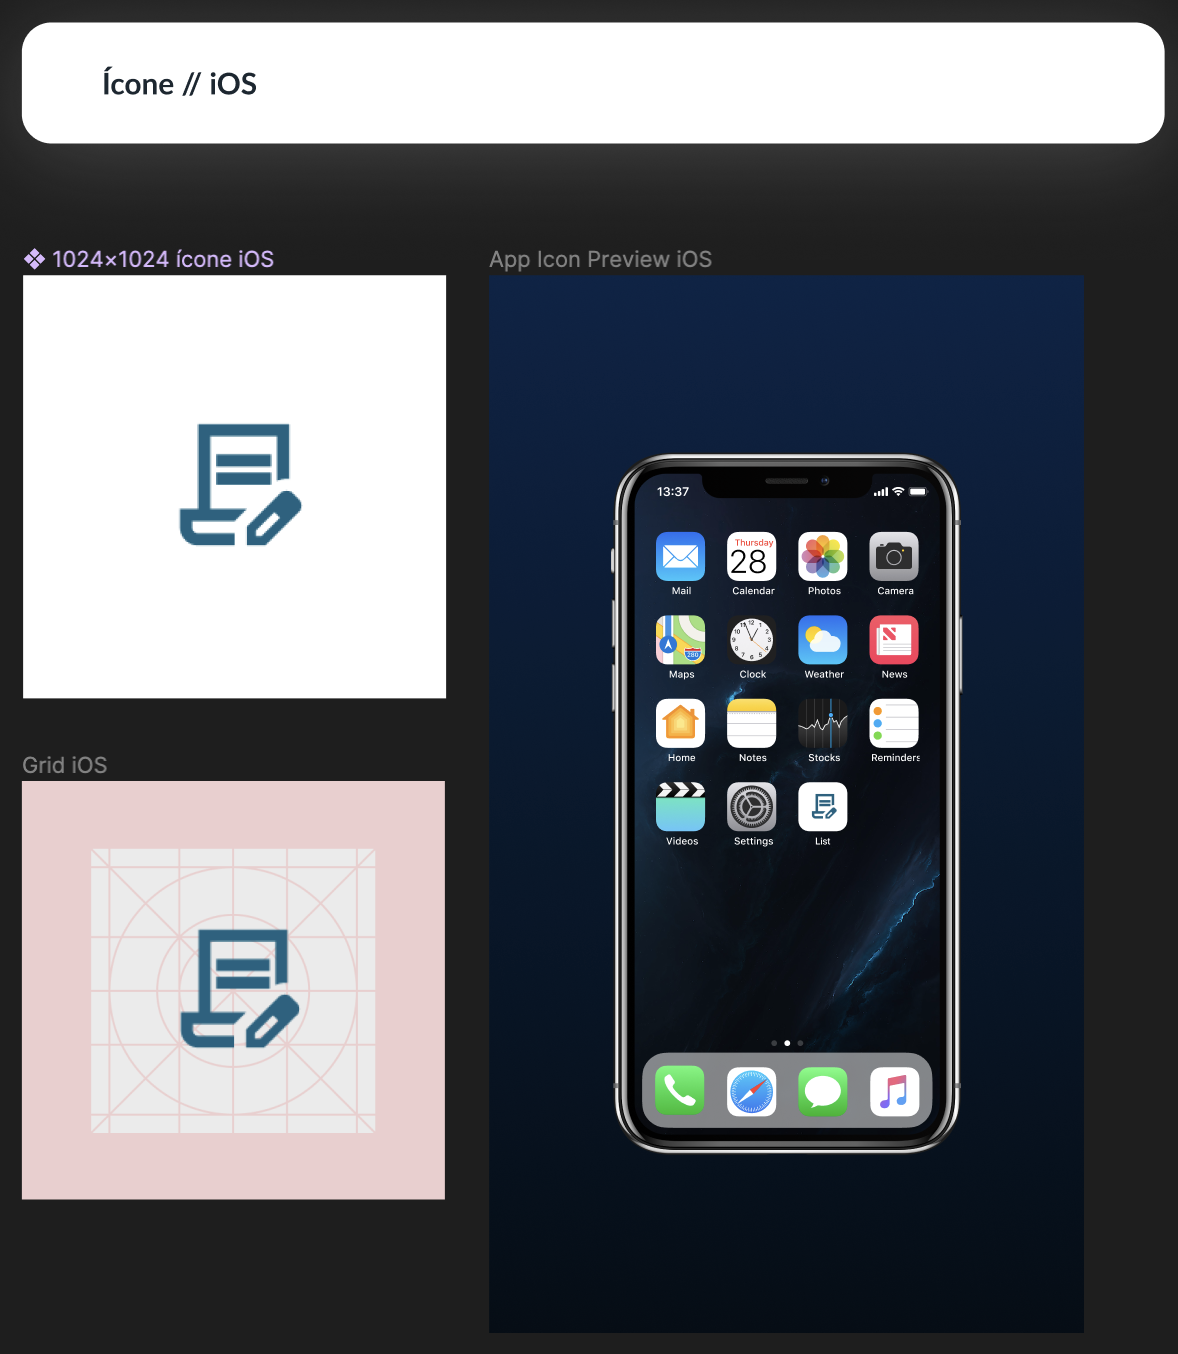 Ícone // iOS
1024×1024 ícone iOS
App Icon Preview iOS
13:37
Thursday
28
Mail
Calendar
Photos
Camera
280
Maps
Clock
Weather
News
Home
Notes
Stocks
Reminders
Videos
Settings
List
Grid iOS